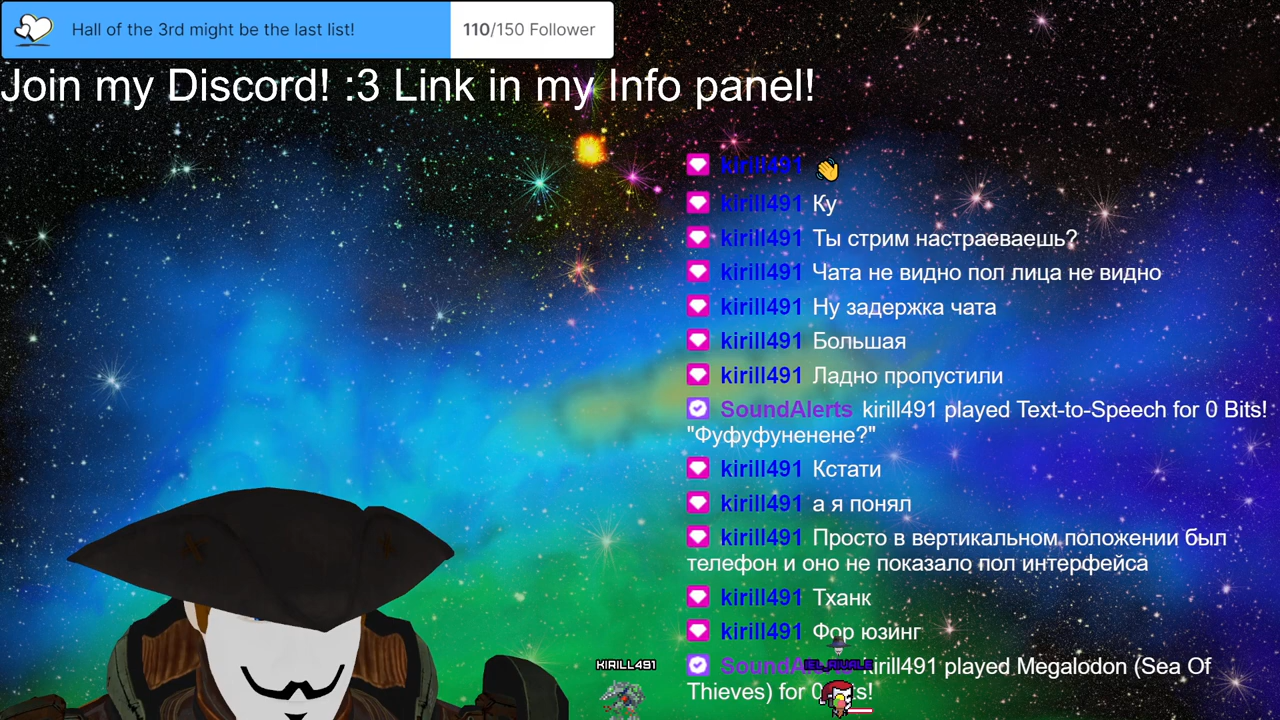 Hall of the 3rd might be the last list!
110/150 Follower
Join my Discord! :3 Link in my Info panel!
kirill491
kirill491 Ку
kirill491 Ты стрим настраеваешь?
kirill491 Чата не видно пол лица не видно
kirill491 Ну задержка чата
kirill491 Большая
kirill491 Ладно пропустили
SoundAlerts kirill491 played Text-to-Speech for 0 Bits!
"Фуфуфуненене?"
kirill491 Кстати
kirill491 а я понял
kirill491 Просто в вертикальном положении был
телефон и оно не показало пол интерфейса
kirill491 Тханк
kirill491 Фор юзинг
kirill491 played Megalodon (Sea Of
Thieves) for
KIRILL491